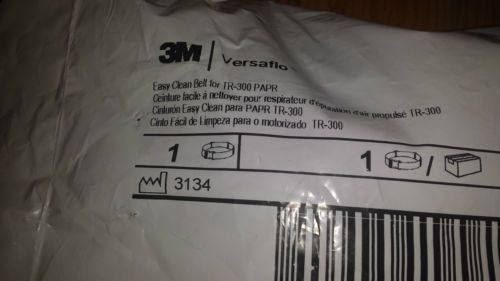 3M | Versaflo
Easy Clean Belt for TR-300 PAPR
Ceinture facile à nettoyer pour respirateur d'épuration d'air propulsé TR-300
Cinturón Easy Clean para PAPR TR-300
Cinto Fácil de Limpeza para o motorizado TR-300
1 1 /
3134